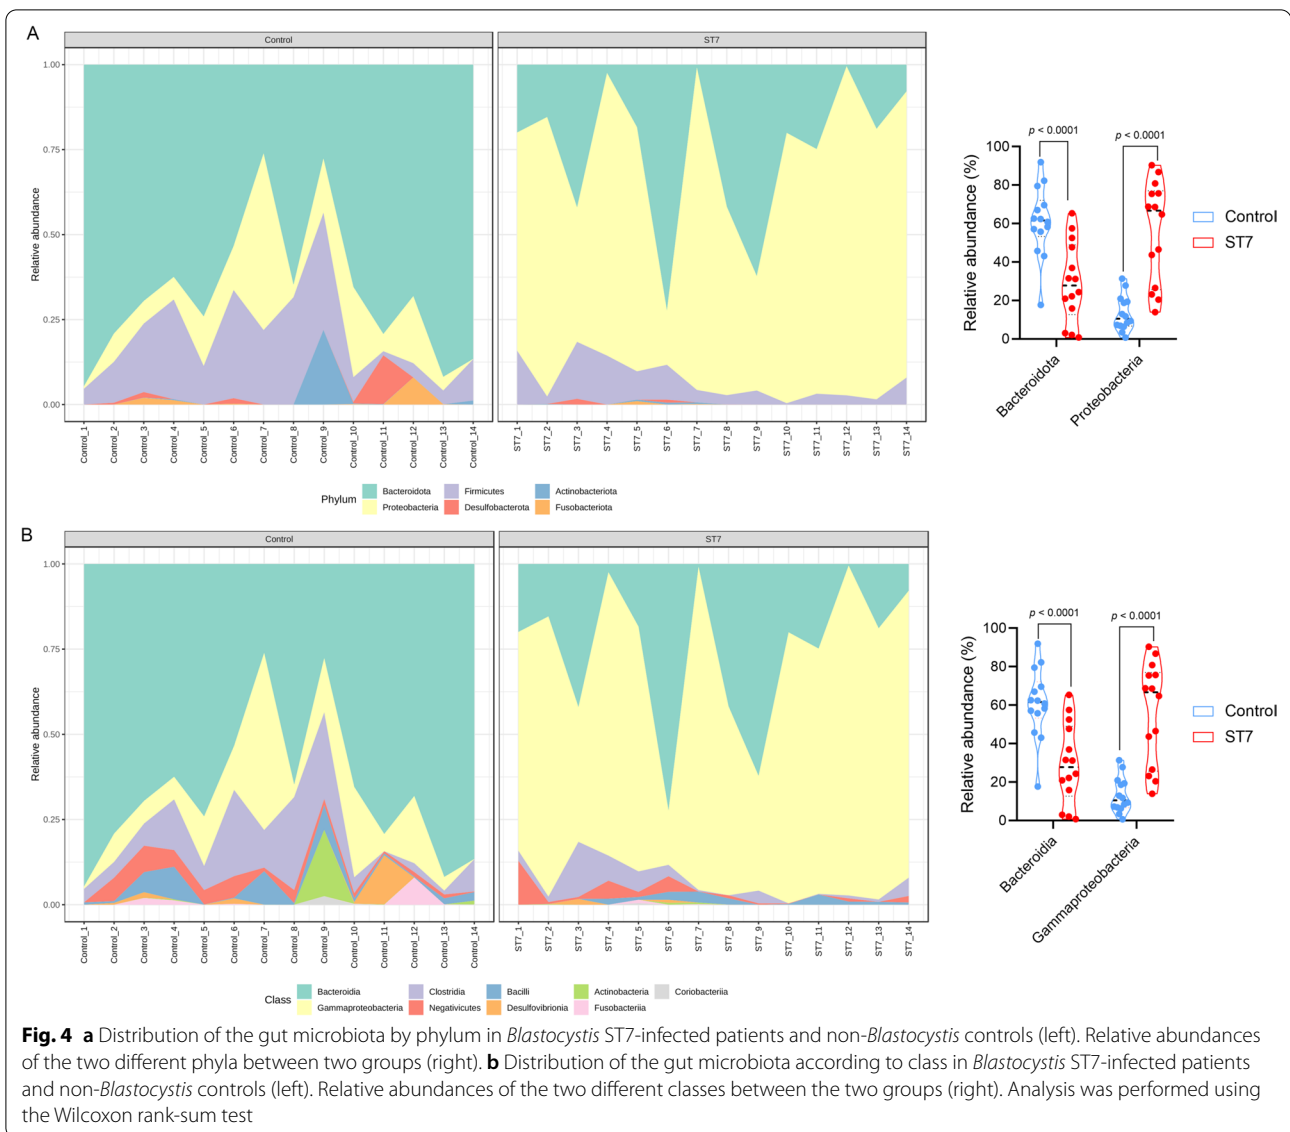 A
Control
ST7
Relative abundance
1.00
0.75
0.50
0.25
0.00
Control_1
Control_2
Control_3
Control_4
Control_5
Control_6
Control_7
Control_8
Control_9
Control_10
Control_11
Control_12
Control_13
Control_14
ST7_1
ST7_2
ST7_3
ST7_4
ST7_5
ST7_6
ST7_7
ST7_8
ST7_9
ST7_10
ST7_11
ST7_12
ST7_13
ST7_14
Phylum
Bacteroidota
Firmicutes
Actinobacteriota
Proteobacteria
Desulfobacterota
Fusobacteriota
p < 0.0001
p < 0.0001
Relative abundance (%)
100
80
60
40
20
0
Bacteroidota
Proteobacteria
Control
ST7
B
Control
ST7
Relative abundance
1.00
0.75
0.50
0.25
0.00
Control_1
Control_2
Control_3
Control_4
Control_5
Control_6
Control_7
Control_8
Control_9
Control_10
Control_11
Control_12
Control_13
Control_14
ST7_1
ST7_2
ST7_3
ST7_4
ST7_5
ST7_6
ST7_7
ST7_8
ST7_9
ST7_10
ST7_11
ST7_12
ST7_13
ST7_14
Class
Bacteroidia
Clostridia
Bacilli
Actinobacteria
Coriobacteriia
Gammaproteobacteria
Negativicutes
Desulfovibrionia
Fusobacteriia
p < 0.0001
p < 0.0001
Relative abundance (%)
100
80
60
40
20
0
Bacteroidia
Gammaproteobacteria
Control
ST7
Fig. 4 a Distribution of the gut microbiota by phylum in Blastocystis ST7-infected patients and non-Blastocystis controls (left). Relative abundances
of the two different phyla between two groups (right). b Distribution of the gut microbiota according to class in Blastocystis ST7-infected patients
and non-Blastocystis controls (left). Relative abundances of the two different classes between the two groups (right). Analysis was performed using
the Wilcoxon rank-sum test